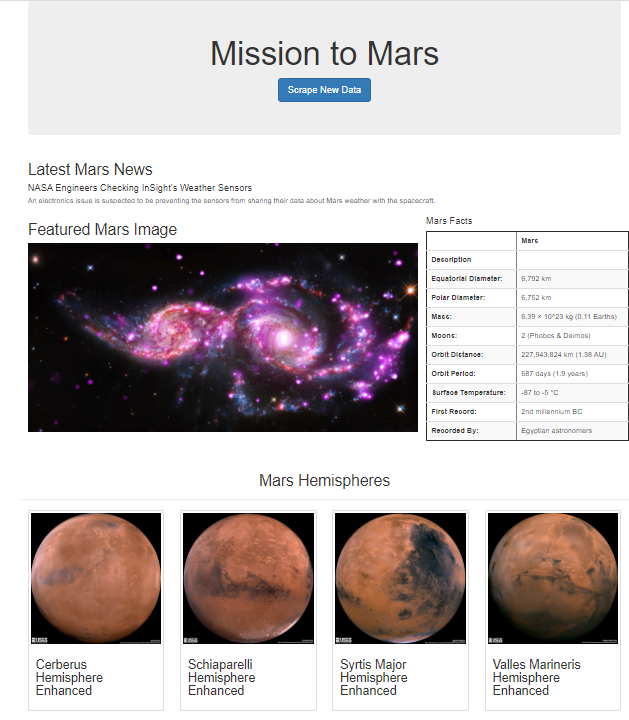 Mission to Mars
Scrape New Data
Latest Mars News
NASA Engineers Checking InSight's Weather Sensors
An electronics issue is suspected to be preventing the sensors from sharing their data about Mars weather with the spacecraft.
Featured Mars Image
Mars Facts
Mars
Description
Equatorial Diameter: 6,792 km
Polar Diameter: 6,752 km
Mass: 6.39 × 10^23 kg (0.11 Earths)
Moons: 2 (Phobos & Deimos)
Orbit Distance: 227,943,824 km (1.38 AU)
Orbit Period: 687 days (1.9 years)
Surface Temperature: -87 to -5 °C
First Record: 2nd millennium BC
Recorded By: Egyptian astronomers
Mars Hemispheres
USGS
USGS
USGS
USGS
Cerberus
Hemisphere
Enhanced
Schiaparelli
Hemisphere
Enhanced
Syrtis Major
Hemisphere
Enhanced
Valles Marineris
Hemisphere
Enhanced